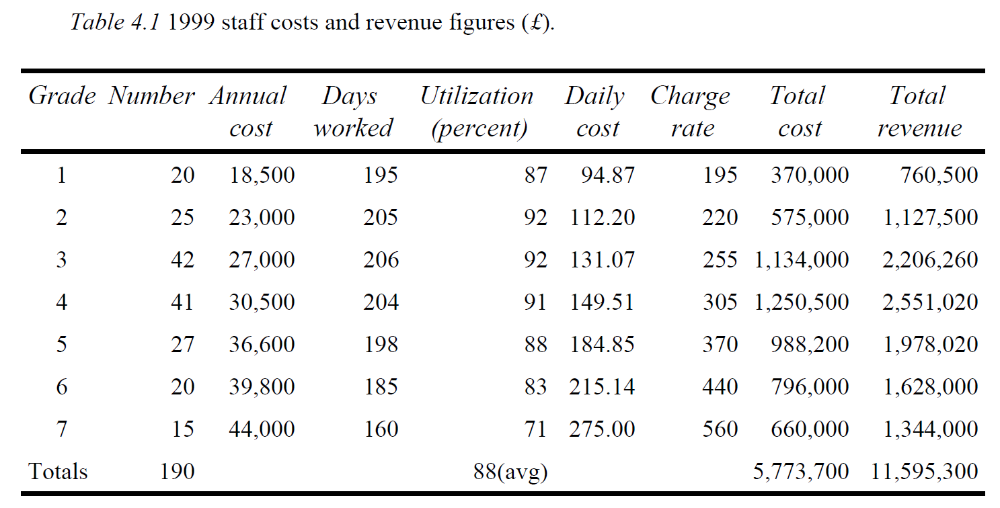 Table 4.1 1999 staff costs and revenue figures (£).
Grade Number Annual Days Utilization Daily Charge Total Total
cost worked (percent) cost rate cost revenue
1 20 18,500 195 87 94.87 195 370,000 760,500
2 25 23,000 205 92 112.20 220 575,000 1,127,500
3 42 27,000 206 92 131.07 255 1,134,000 2,206,260
4 41 30,500 204 91 149.51 305 1,250,500 2,551,020
5 27 36,600 198 88 184.85 370 988,200 1,978,020
6 20 39,800 185 83 215.14 440 796,000 1,628,000
7 15 44,000 160 71 275.00 560 660,000 1,344,000
Totals 190 88(avg) 5,773,700 11,595,300